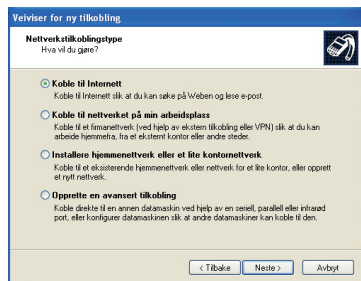 Veiviser for ny tilkobling
Nettverkstilkoblingstype
Hva vil du gjøre?
Koble til Internett
Koble til Internett slik at du kan søke på Weben og lese e-post.
Koble til nettverket på min arbeidsplass
Koble til et firmanettverk (ved hjelp av ekstern tilkobling eller VPN) slik at du kan
arbeide hjemmefra, fra et eksternt kontor eller andre steder.
Installere hjemmenettverk eller et lite kontornettverk
Koble til et eksisterende hjemmenettverk eller nettverk for et lite kontor, eller opprett
et nytt nettverk.
Opprette en avansert tilkobling
Koble direkte til en annen datamaskin ved hjelp av en seriell, parallell eller infrarød
port, eller konfigurer datamaskinen slik at andre datamaskiner kan koble til den.
< Tilbake Neste > Avbryt